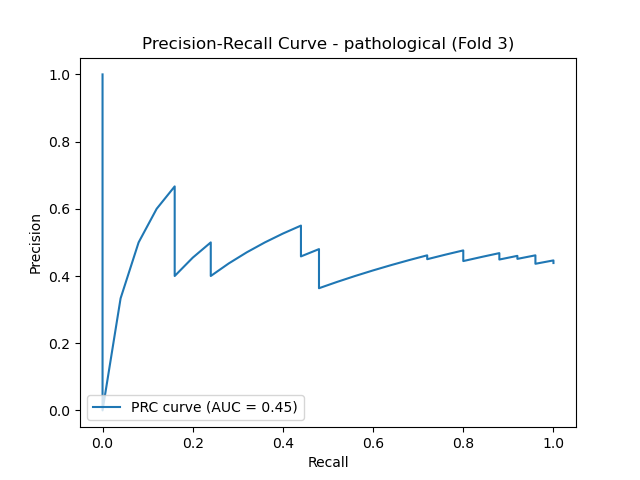 Precision-Recall Curve - pathological (Fold 3)
1.0
0.8
0.6
0.4
0.2
0.0
Precision
PRC curve (AUC = 0.45)
0.0 0.2 0.4 0.6 0.8 1.0
Recall